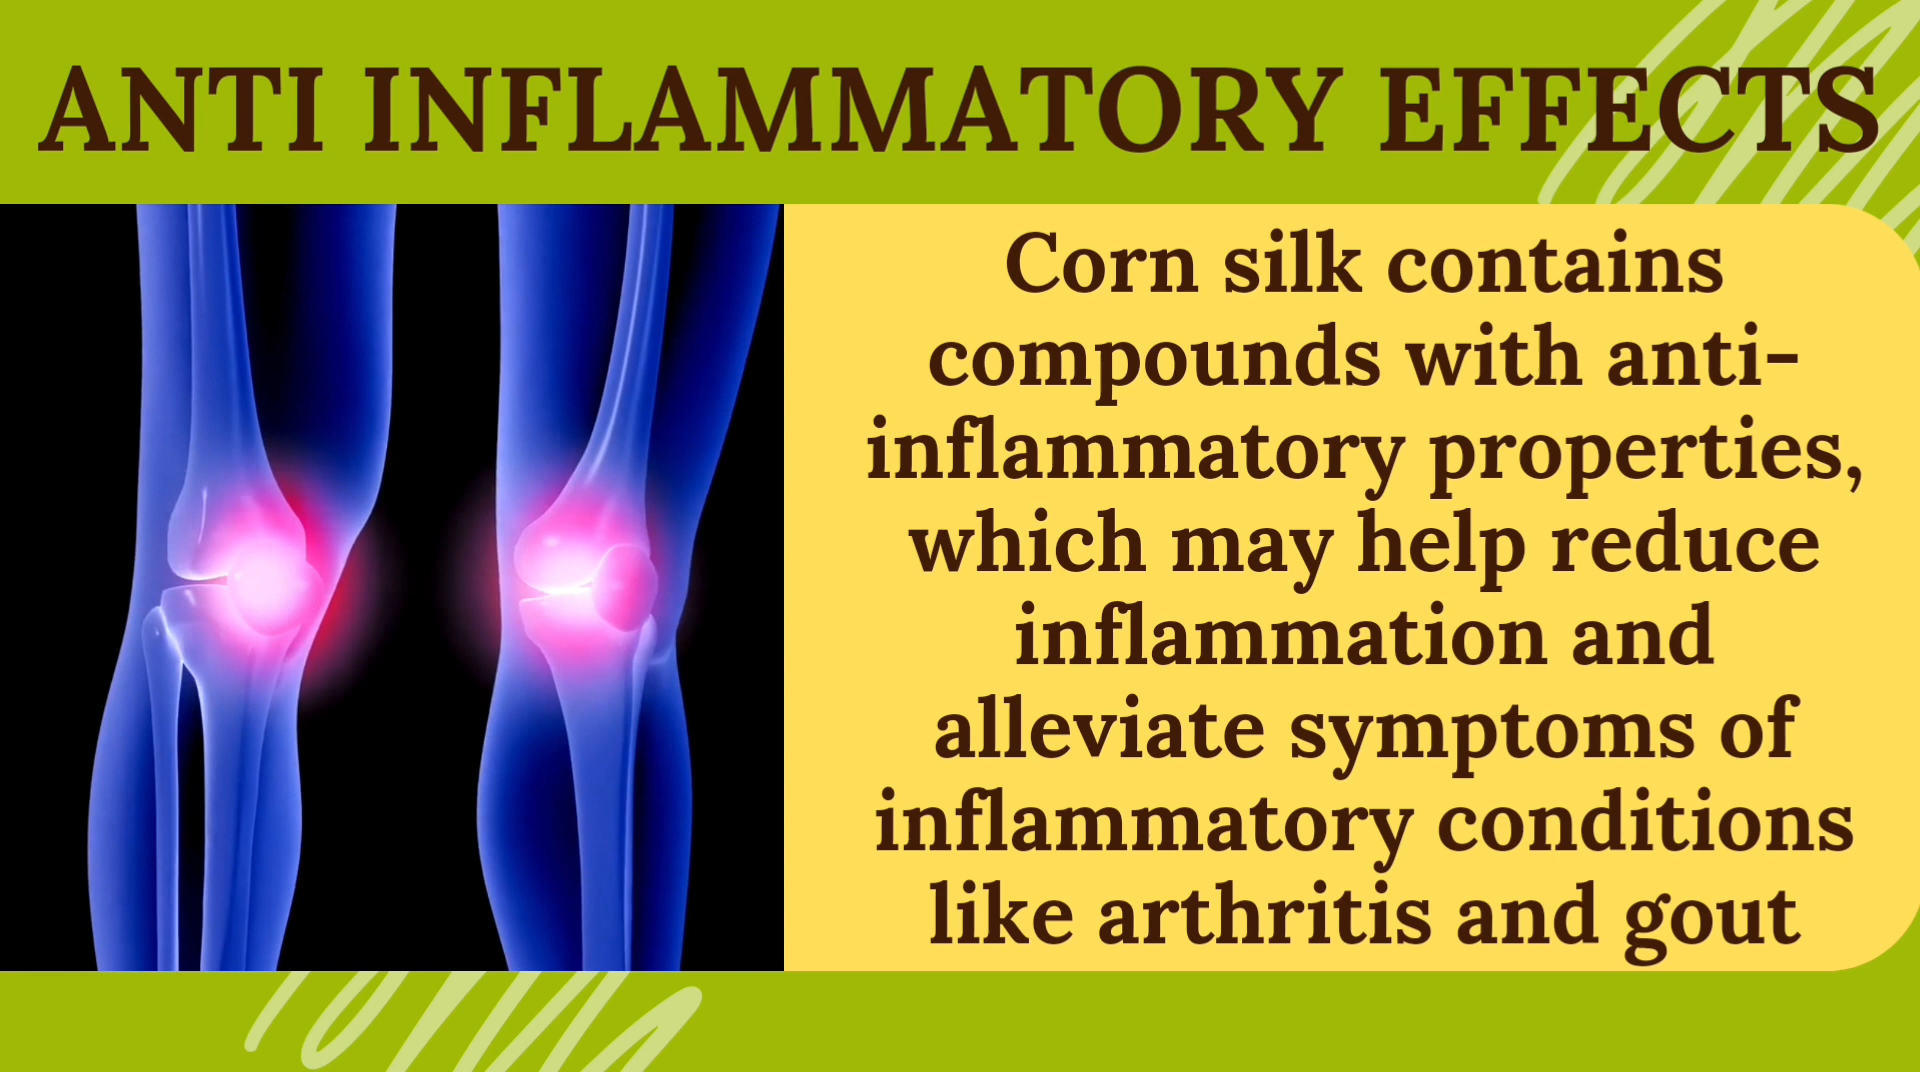 ANTI INFLAMMATORY EFFECTS
Corn silk contains
compounds with anti-
inflammatory properties,
which may help reduce
inflammation and
alleviate symptoms of
inflammatory conditions
like arthritis and gout